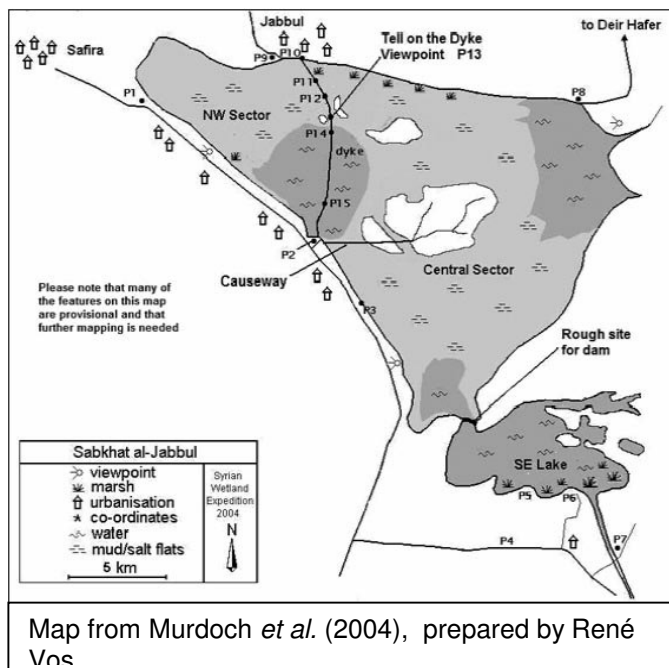 Jabbul
to Deir Hafer
Safira
Tell on the Dyke
Viewpoint P13
P9
P10
P11
P8
P1
P12
NW Sector
P14
dyke
P15
P2
Causeway
Central Sector
Please note that many of
the features on this map
are provisional and that
further mapping is needed
P3
Rough site
for dam
Sabkhat al-Jabbul
viewpoint
marsh
urbanisation
co-ordinates
water
mud/salt flats
5 km
Syrian
Wetland
Expedition
2004
N
SE Lake
P5
P6
P4
P7
Map from Murdoch et al. (2004), prepared by René
Vos